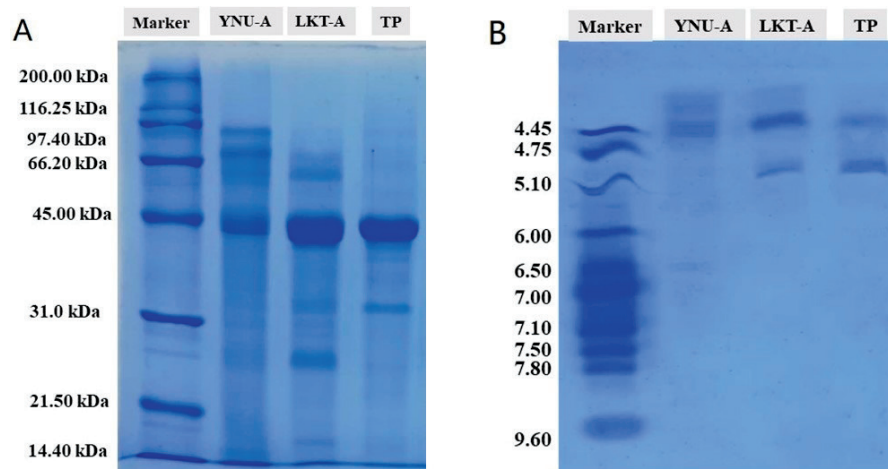 A
Marker YNU-A LKT-A TP
200.00 kDa
116.25 kDa
97.40 kDa
66.20 kDa
45.00 kDa
31.0 kDa
21.50 kDa
14.40 kDa
B
Marker YNU-A LKT-A TP
4.45
4.75
5.10
6.00
6.50
7.00
7.10
7.50
7.80
9.60